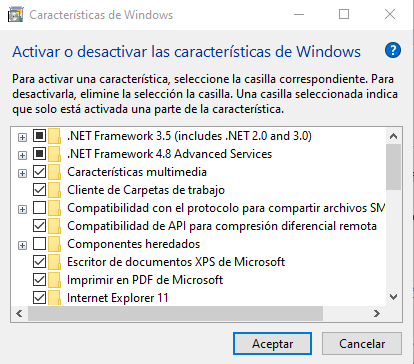 Características de Windows
Activar o desactivar las características de Windows
Para activar una característica, seleccione la casilla correspondiente. Para
desactivarla, elimine la selección la casilla. Una casilla seleccionada indica
que solo está activada una parte de la característica.
.NET Framework 3.5 (includes .NET 2.0 and 3.0)
.NET Framework 4.8 Advanced Services
Características multimedia
Cliente de Carpetas de trabajo
Compatibilidad con el protocolo para compartir archivos SM
Compatibilidad de API para compresión diferencial remota
Componentes heredados
Escritor de documentos XPS de Microsoft
Imprimir en PDF de Microsoft
Internet Explorer 11
Aceptar
Cancelar